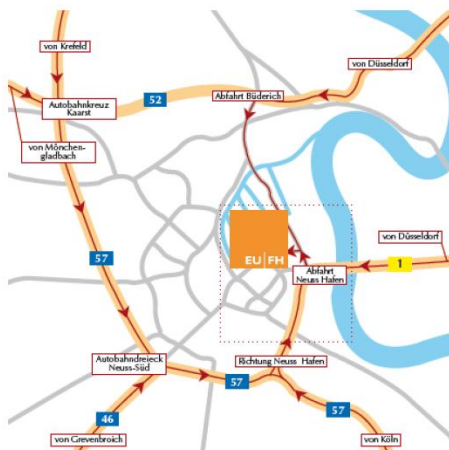 von Krefeld
von Düsseldorf
52
Abfahrt Büderich
Autobahnkreuz
Kaarst
von Mönchen-
gladbach
von Düsseldorf
57
EU|FH
1
Abfahrt
Neuss Hafen
Autobahndreieck
Neuss-Süd
Richtung Neuss Hafen
57
57
46
von Grevenbroich
von Köln